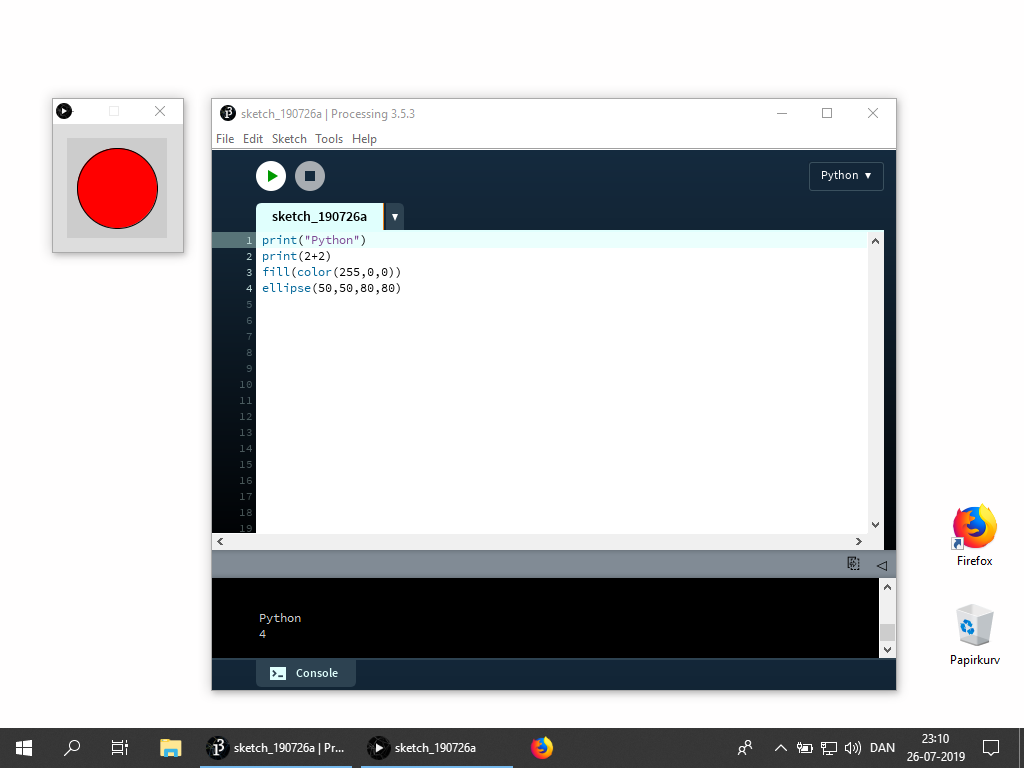 sketch_190726a | Processing 3.5.3
File Edit Sketch Tools Help
Python ▼
sketch_190726a ▼
1 print("Python")
2 print(2+2)
3 fill(color(255,0,0))
4 ellipse(50,50,80,80)
5
6
7
8
9
10
11
12
13
14
15
16
17
18
19
Python
4
Console
Firefox
Papirkurv
sketch_190726a | Pr...
sketch_190726a
DAN
23:10
26-07-2019